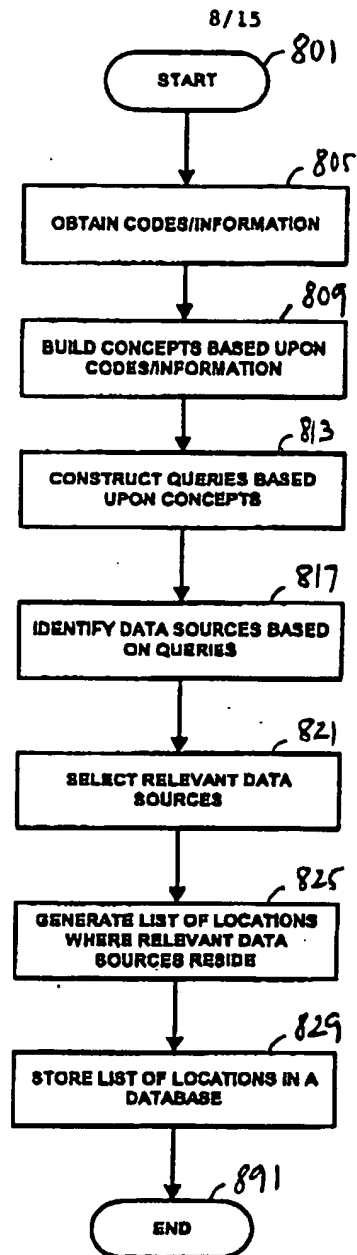 8/15
801
START
805
OBTAIN CODES/INFORMATION
809
BUILD CONCEPTS BASED UPON
CODES/INFORMATION
813
CONSTRUCT QUERIES BASED
UPON CONCEPTS
817
IDENTIFY DATA SOURCES BASED
ON QUERIES
821
SELECT RELEVANT DATA
SOURCES
825
GENERATE LIST OF LOCATIONS
WHERE RELEVANT DATA
SOURCES RESIDE
829
STORE LIST OF LOCATIONS IN A
DATABASE
891
END